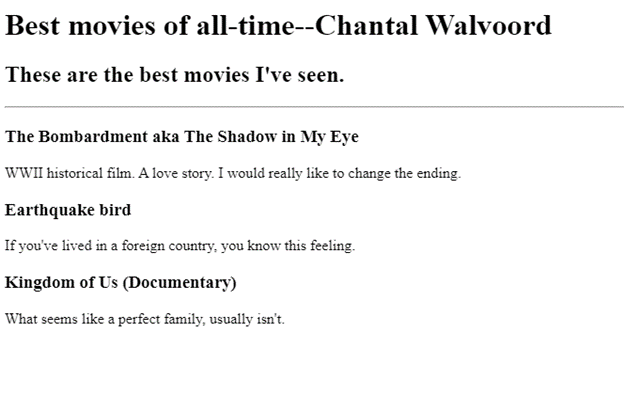 Best movies of all-time--Chantal Walvoord
These are the best movies I've seen.
The Bombardment aka The Shadow in My Eye
WWII historical film. A love story. I would really like to change the ending.
Earthquake bird
If you've lived in a foreign country, you know this feeling.
Kingdom of Us (Documentary)
What seems like a perfect family, usually isn't.